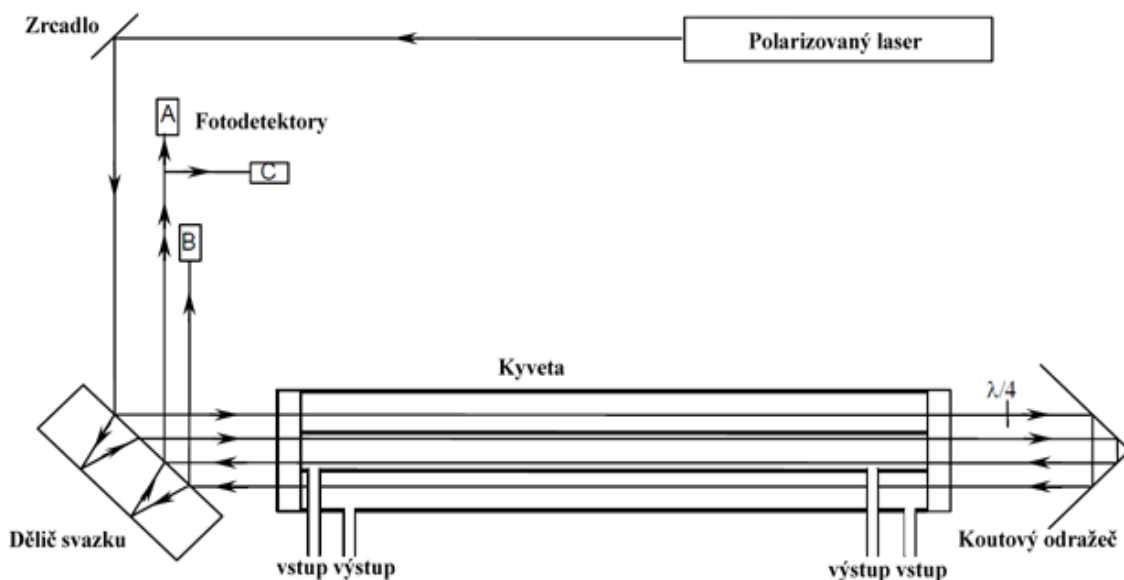 Zrcadlo
Polarizovaný laser
A
Fotodetektory
C
B
Kyveta
λ/4
Dělič svazku
vstup výstup
výstup vstup
Koutový odražeč